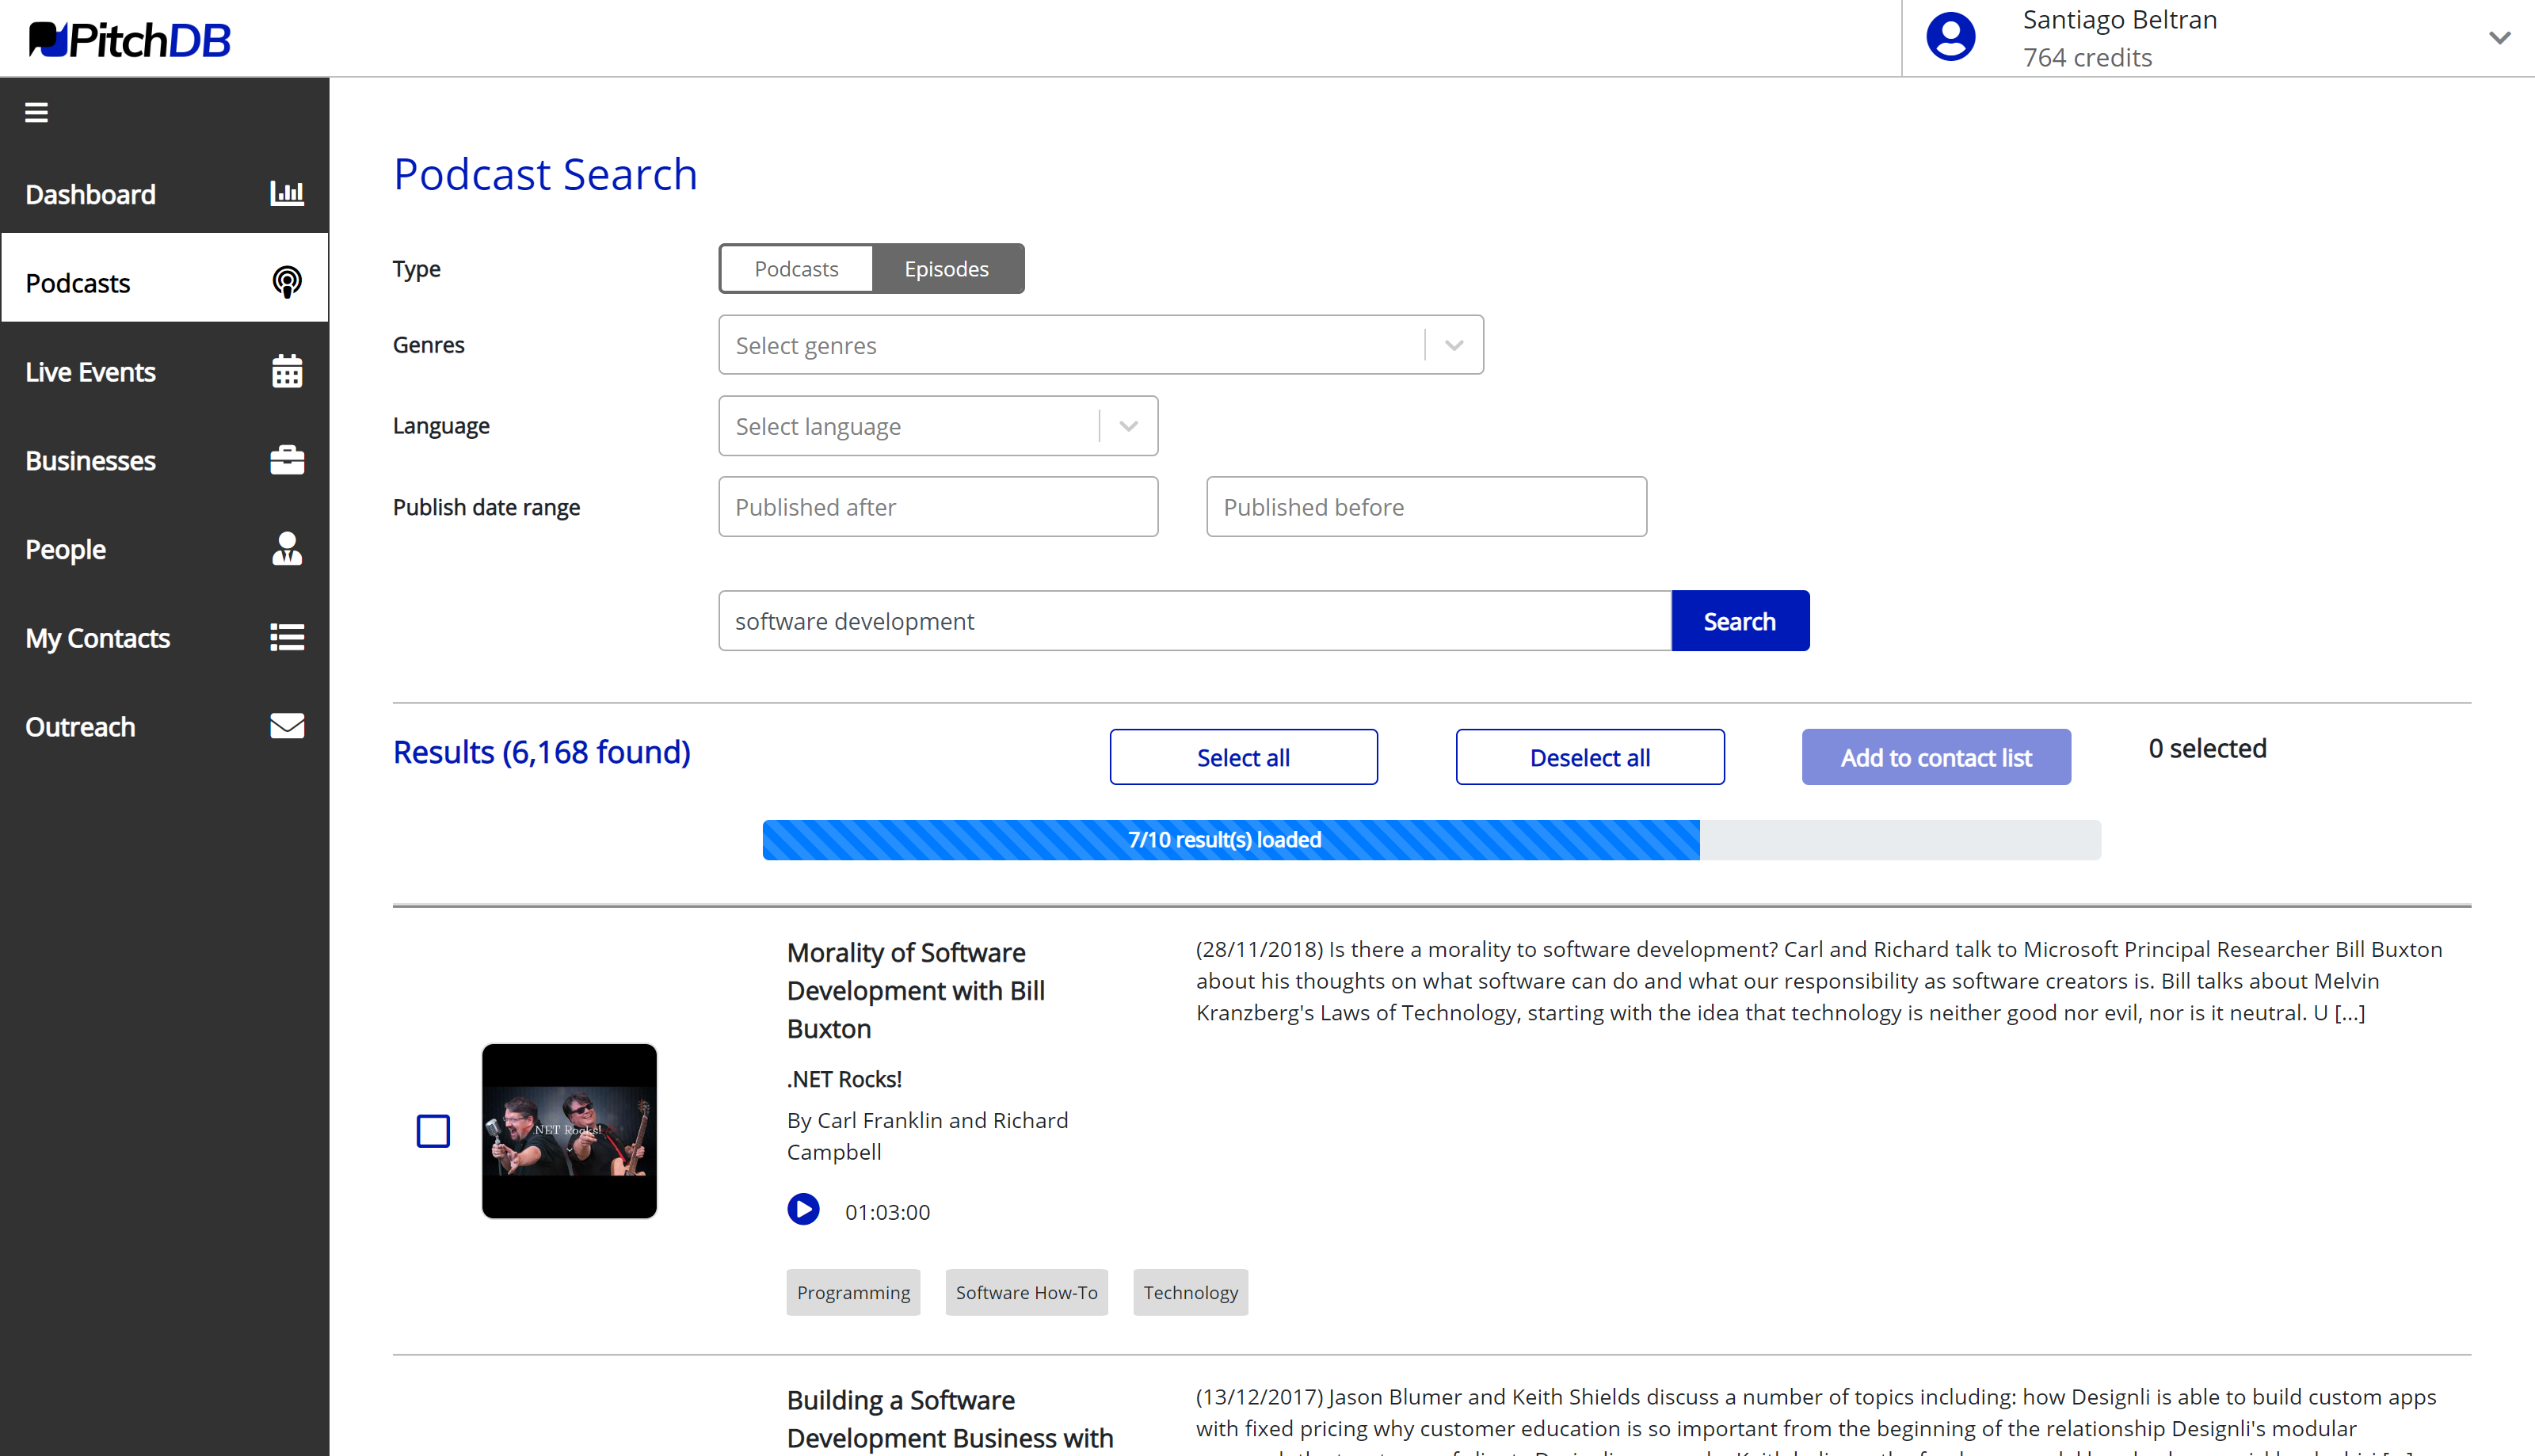 PitchDB
Santiago Beltran
764 credits
Dashboard
Podcasts
Live Events
Businesses
People
My Contacts
Outreach
Podcast Search
Type
Podcasts
Episodes
Genres
Select genres
Language
Select language
Publish date range
Published after
Published before
software development
Search
Results (6,168 found)
Select all
Deselect all
Add to contact list
0 selected
7/10 result(s) loaded
Morality of Software
Development with Bill
Buxton
.NET Rocks!
By Carl Franklin and Richard
Campbell
01:03:00
Programming
Software How-To
Technology
(28/11/2018) Is there a morality to software development? Carl and Richard talk to Microsoft Principal Researcher Bill Buxton
about his thoughts on what software can do and what our responsibility as software creators is. Bill talks about Melvin
Kranzberg's Laws of Technology, starting with the idea that technology is neither good nor evil, nor is it neutral. U [...]
.NET Rocks!
Building a Software
Development Business with
(13/12/2017) Jason Blumer and Keith Shields discuss a number of topics including: how Designli is able to build custom apps
with fixed pricing why customer education is so important from the beginning of the relationship Designli's modular